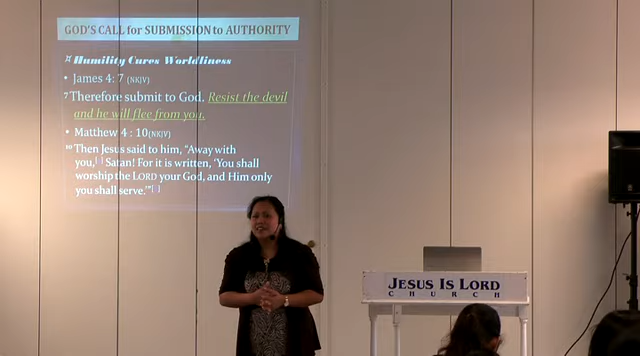 GOD'S CALL for SUBMISSION to AUTHORITY
¤ Humility Cures Worldliness
• James 4: 7 (NKJV)
7 Therefore submit to God. Resist the devil
and he will flee from you.
• Matthew 4 : 10(NKJV)
10 Then Jesus said to him, "Away with
you,[ ] Satan! For it is written, 'You shall
worship the LORD your God, and Him only
you shall serve.'"[ ]
JESUS IS LORD
CHURCH